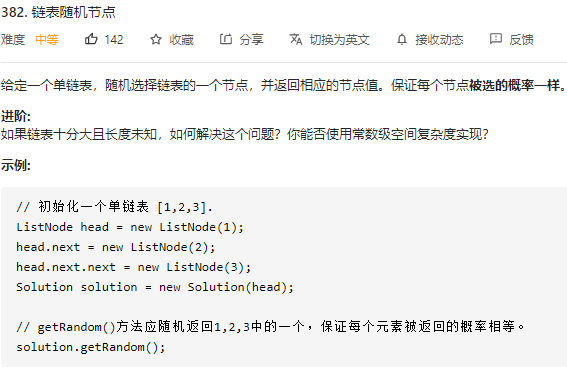 382. 链表随机节点
难度 中等 142 收藏 分享 切换为英文 接收动态 反馈
给定一个单链表，随机选择链表的一个节点，并返回相应的节点值。保证每个节点被选的概率一样。
进阶:
如果链表十分大且长度未知，如何解决这个问题？你能否使用常数级空间复杂度实现？
示例:
// 初始化一个单链表 [1,2,3].
ListNode head = new ListNode(1);
head.next = new ListNode(2);
head.next.next = new ListNode(3);
Solution solution = new Solution(head);
// getRandom()方法应随机返回1,2,3中的一个，保证每个元素被返回的概率相等。
solution.getRandom();